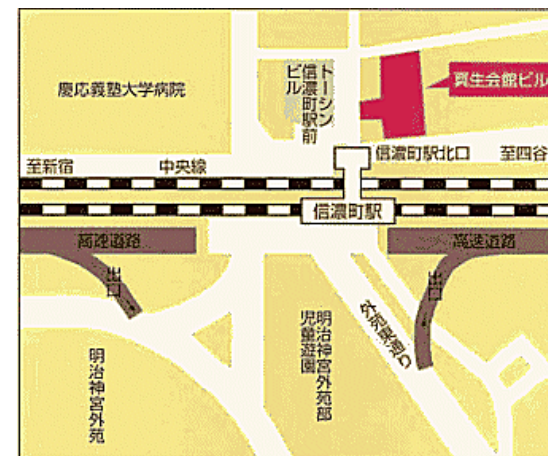 慶応義塾大学病院
トーシン
信濃町駅前
ビル
真生会館ビル
至新宿
中央線
信濃町駅北口
至四谷
信濃町駅
高速道路
高速道路
出口
出口
明治神宮外苑
明治神宮外苑部
児童遊園
外苑東通り